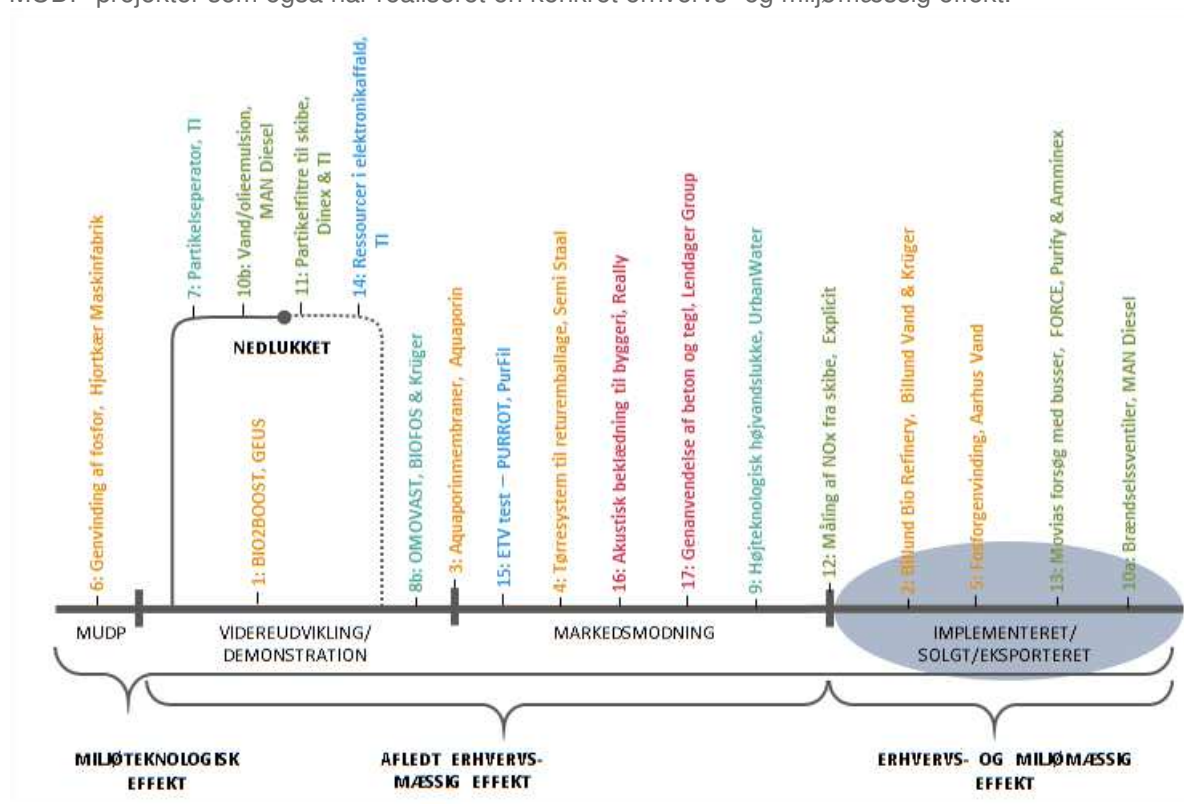 MUDP-projekter som også har realiseret en konkret erhvervs- og miljømæssig effekt.
6: Genvinding af fosfor, Hjortkær Maskinfabrik
7: Partikelseperator, TI
10b: Vand/olieemulsion,
MAN Diesel
11: Partikelfiltre til skibe,
Dinex & TI
14: Ressourcer i elektronikaffald,
TI
NEDLUKKET
1: BIO2BOOST, GEUS
8b: OMOVAST, BIOFOS & Krüger
3: Aquaporinmembraner, Aquaporin
15: ETV test – PURROT, PurFil
4: Tørresystem til returemballage, Semi Staal
16: Akustisk beklædning til byggeri, Really
17: Genanvendelse af beton og tegl, Lendager Group
9: Højteknologisk højvandslukke, UrbanWater
12: Måling af NOx fra skibe, Explicit
2: Billund Bio Refinery, Billund Vand & Krüger
5: Fosforgenvinding, Aarhus Vand
13: Movias forsøg med busser, FORCE, Purify & Amminex
10a: Brændselssventiler, MAN Diesel
MUDP
VIDEREUDVIKLING/
DEMONSTRATION
MARKEDSMODNING
IMPLEMENTERET/
SOLGT/EKSPORTERET
MILJØTEKNOLOGISK
EFFEKT
AFLEDT ERHVERVS-
MÆSSIG EFFEKT
ERHVERVS- OG MILJØMÆSSIG
EFFEKT